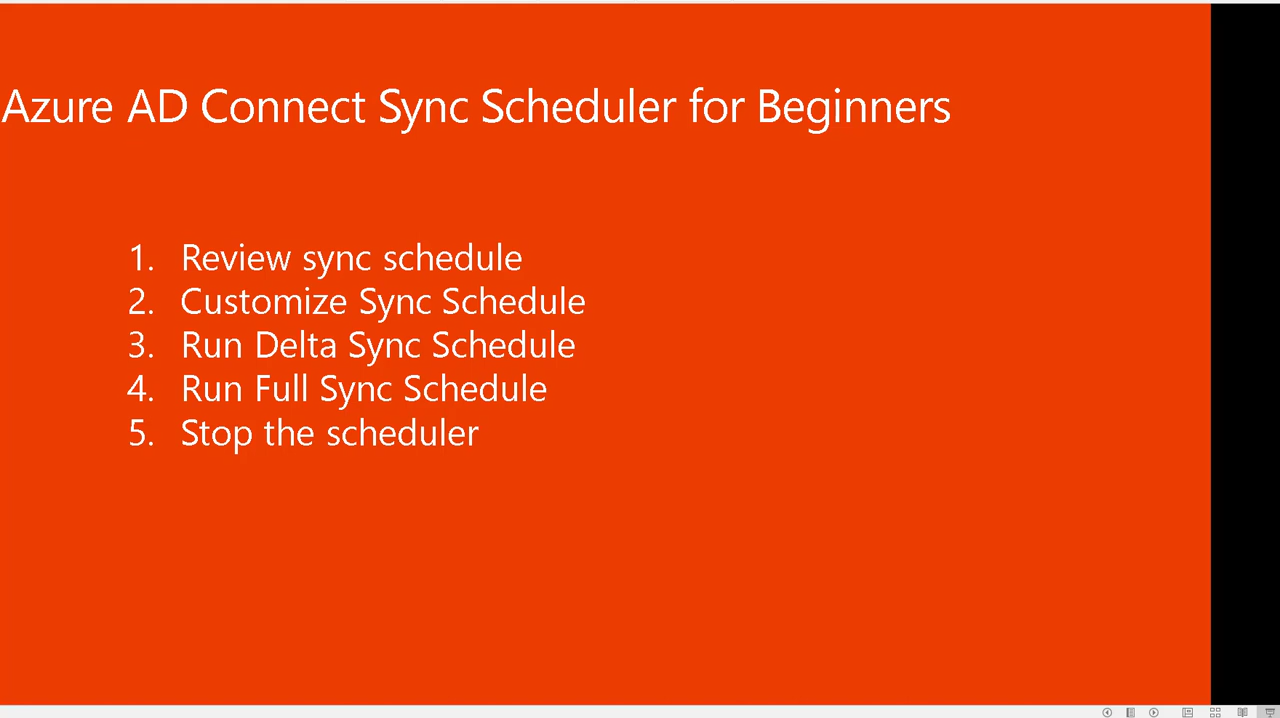 Azure AD Connect Sync Scheduler for Beginners
1. Review sync schedule
2. Customize Sync Schedule
3. Run Delta Sync Schedule
4. Run Full Sync Schedule
5. Stop the scheduler